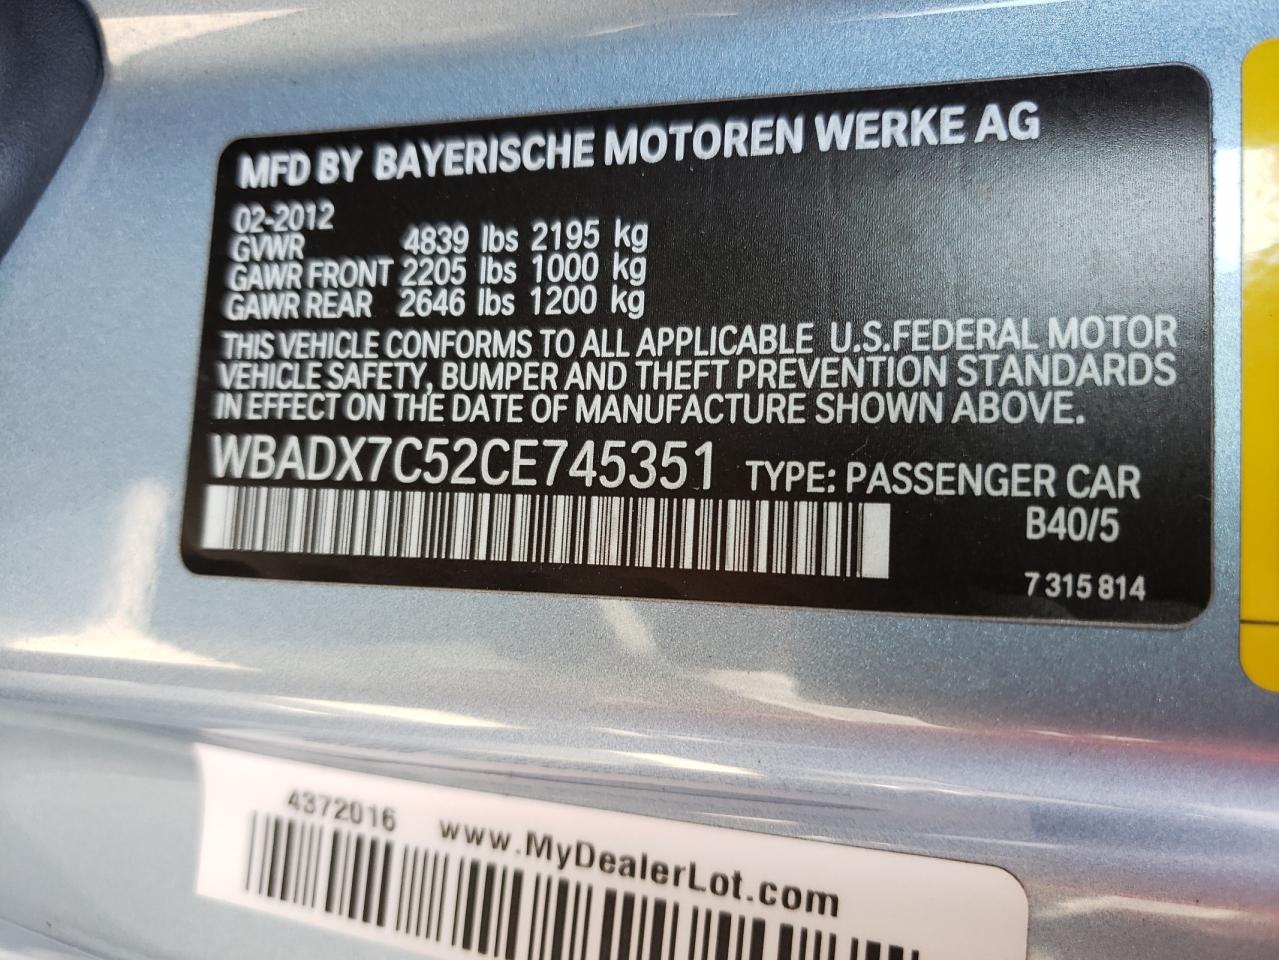 MFD BY BAYERISCHE MOTOREN WERKE AG
02-2012
GVWR 4839 lbs 2195 kg
GAWR FRONT 2205 lbs 1000 kg
GAWR REAR 2646 lbs 1200 kg
THIS VEHICLE CONFORMS TO ALL APPLICABLE U.S.FEDERAL MOTOR
VEHICLE SAFETY, BUMPER AND THEFT PREVENTION STANDARDS
IN EFFECT ON THE DATE OF MANUFACTURE SHOWN ABOVE.
WBADX7C52CE745351 TYPE: PASSENGER CAR
B40/5
7 315 814
4372016 www.MyDealerLot.com